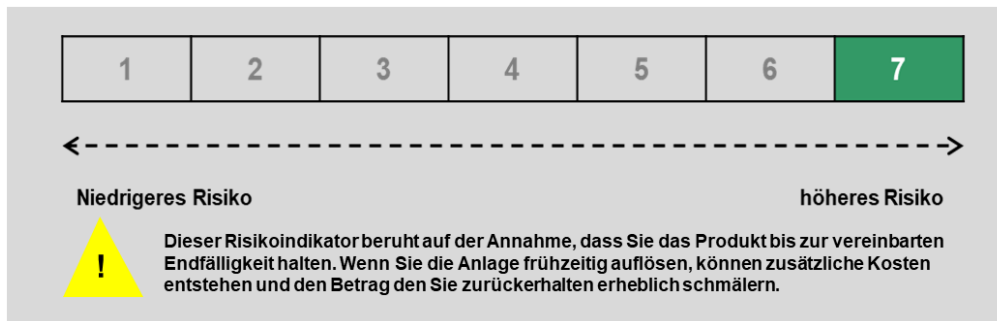 1 2 3 4 5 6 7
Niedrigeres Risiko höheres Risiko
! Dieser Risikoindikator beruht auf der Annahme, dass Sie das Produkt bis zur vereinbarten
Endfälligkeit halten. Wenn Sie die Anlage frühzeitig auflösen, können zusätzliche Kosten
entstehen und den Betrag den Sie zurückerhalten erheblich schmälern.